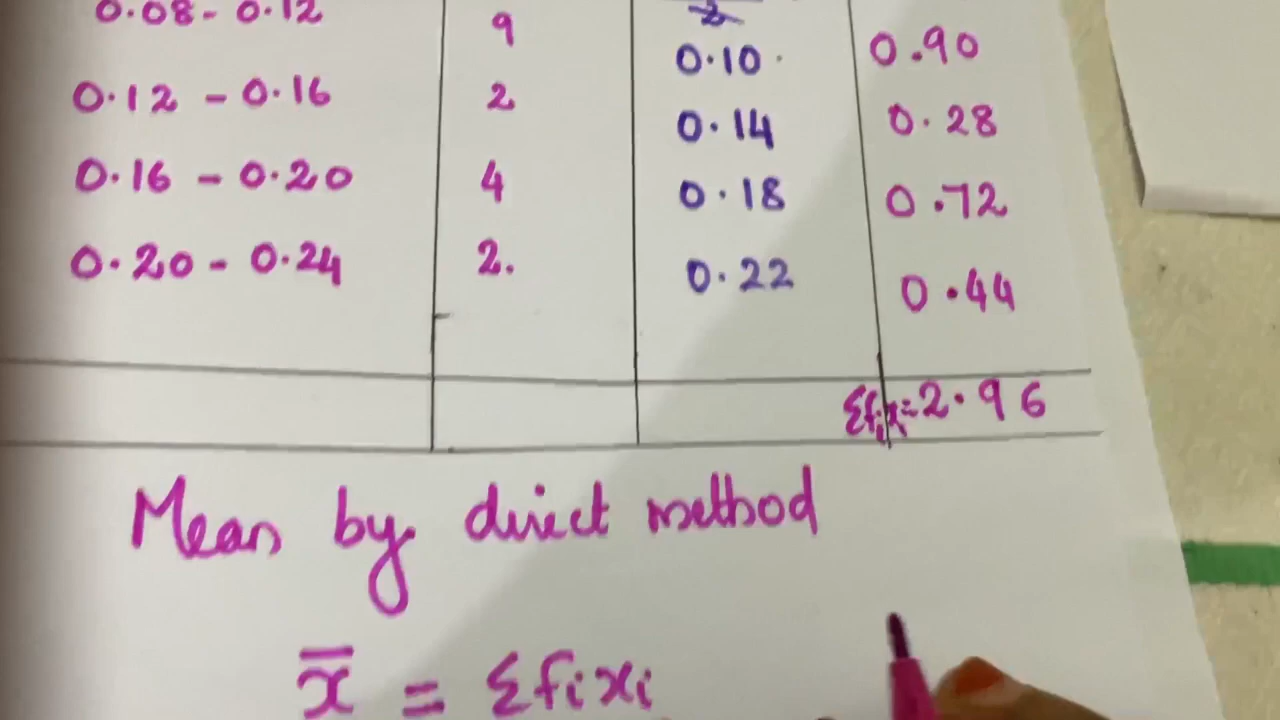 0.08 - 0.12 9 0.10 0.90
0.12 - 0.16 2 0.14 0.28
0.16 - 0.20 4 0.18 0.72
0.20 - 0.24 2. 0.22 0.44
Σfixi = 2.96
Mean by direct method
x̅ = Σfixi